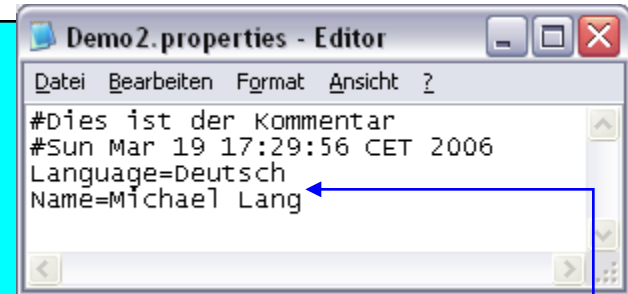 Demo2.properties - Editor
Datei Bearbeiten Format Ansicht ?
#Dies ist der Kommentar
#Sun Mar 19 17:29:56 CET 2006
Language=Deutsch
Name=Michael Lang